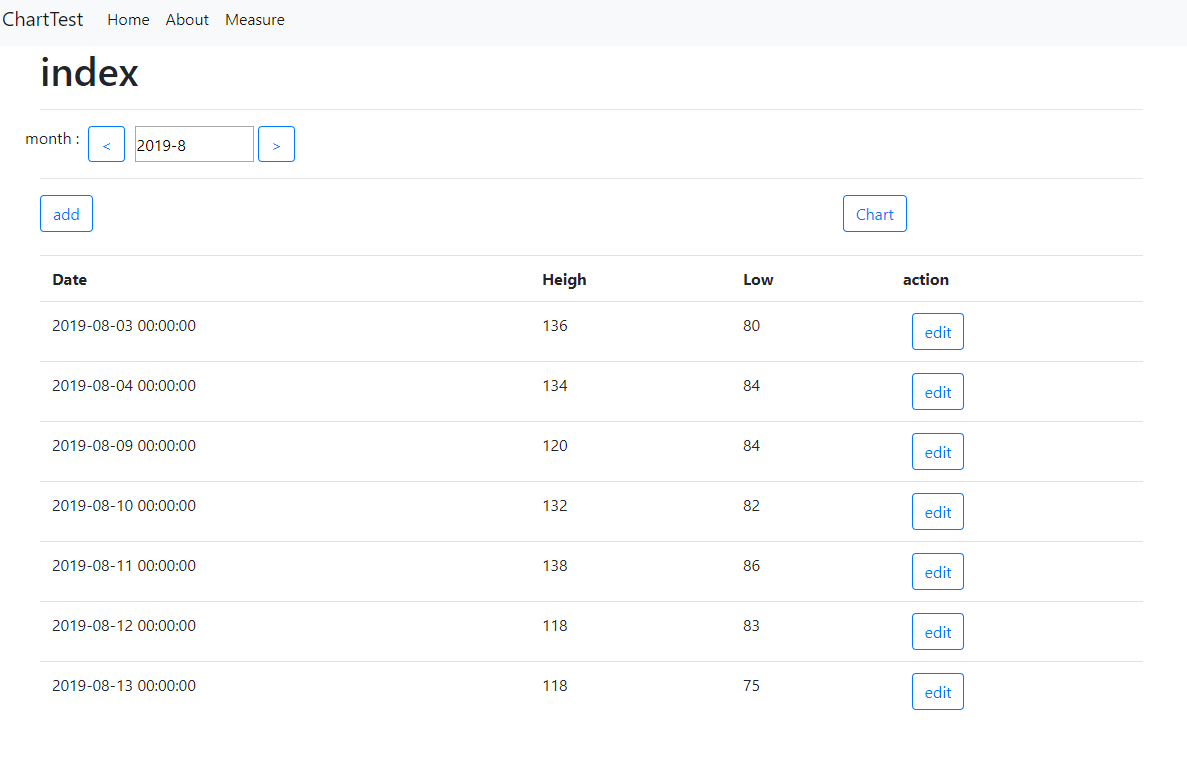 ChartTest Home About Measure
index
month : < 2019-8 >
add Chart
Date Heigh Low action
2019-08-03 00:00:00 136 80 edit
2019-08-04 00:00:00 134 84 edit
2019-08-09 00:00:00 120 84 edit
2019-08-10 00:00:00 132 82 edit
2019-08-11 00:00:00 138 86 edit
2019-08-12 00:00:00 118 83 edit
2019-08-13 00:00:00 118 75 edit